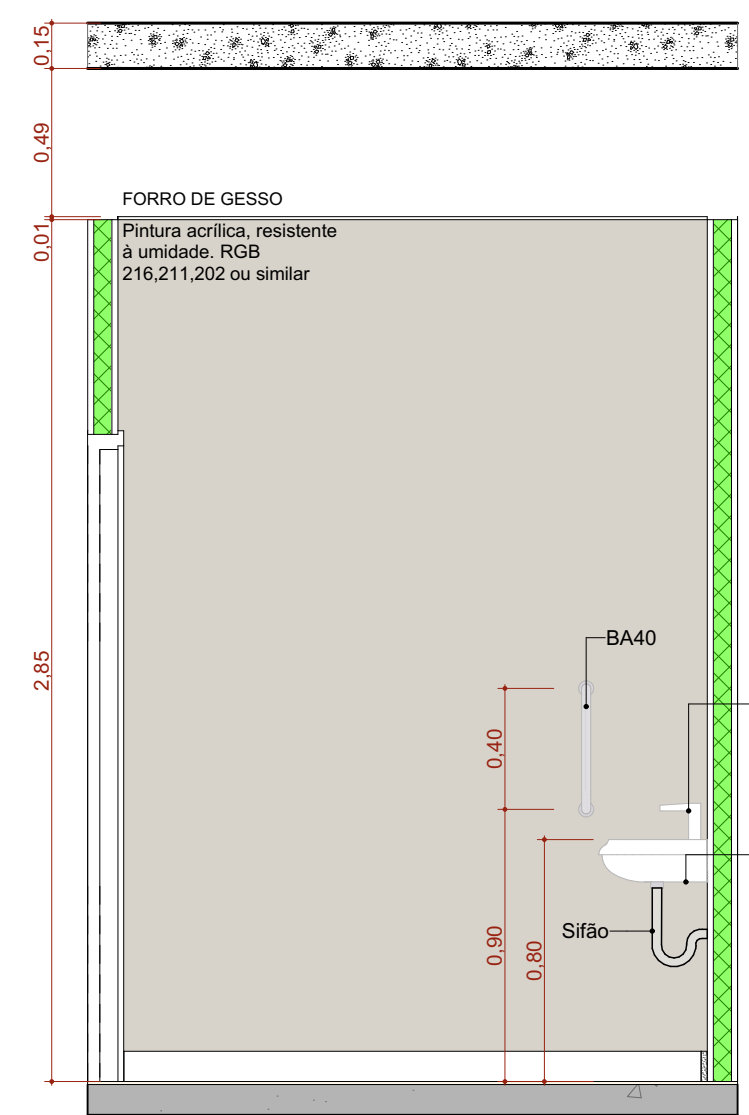 0,15
0,49
FORRO DE GESSO
0,01
Pintura acrílica, resistente
à umidade. RGB
216,211,202 ou similar
BA40
2,85
0,40
Sifão
0,90
0,80